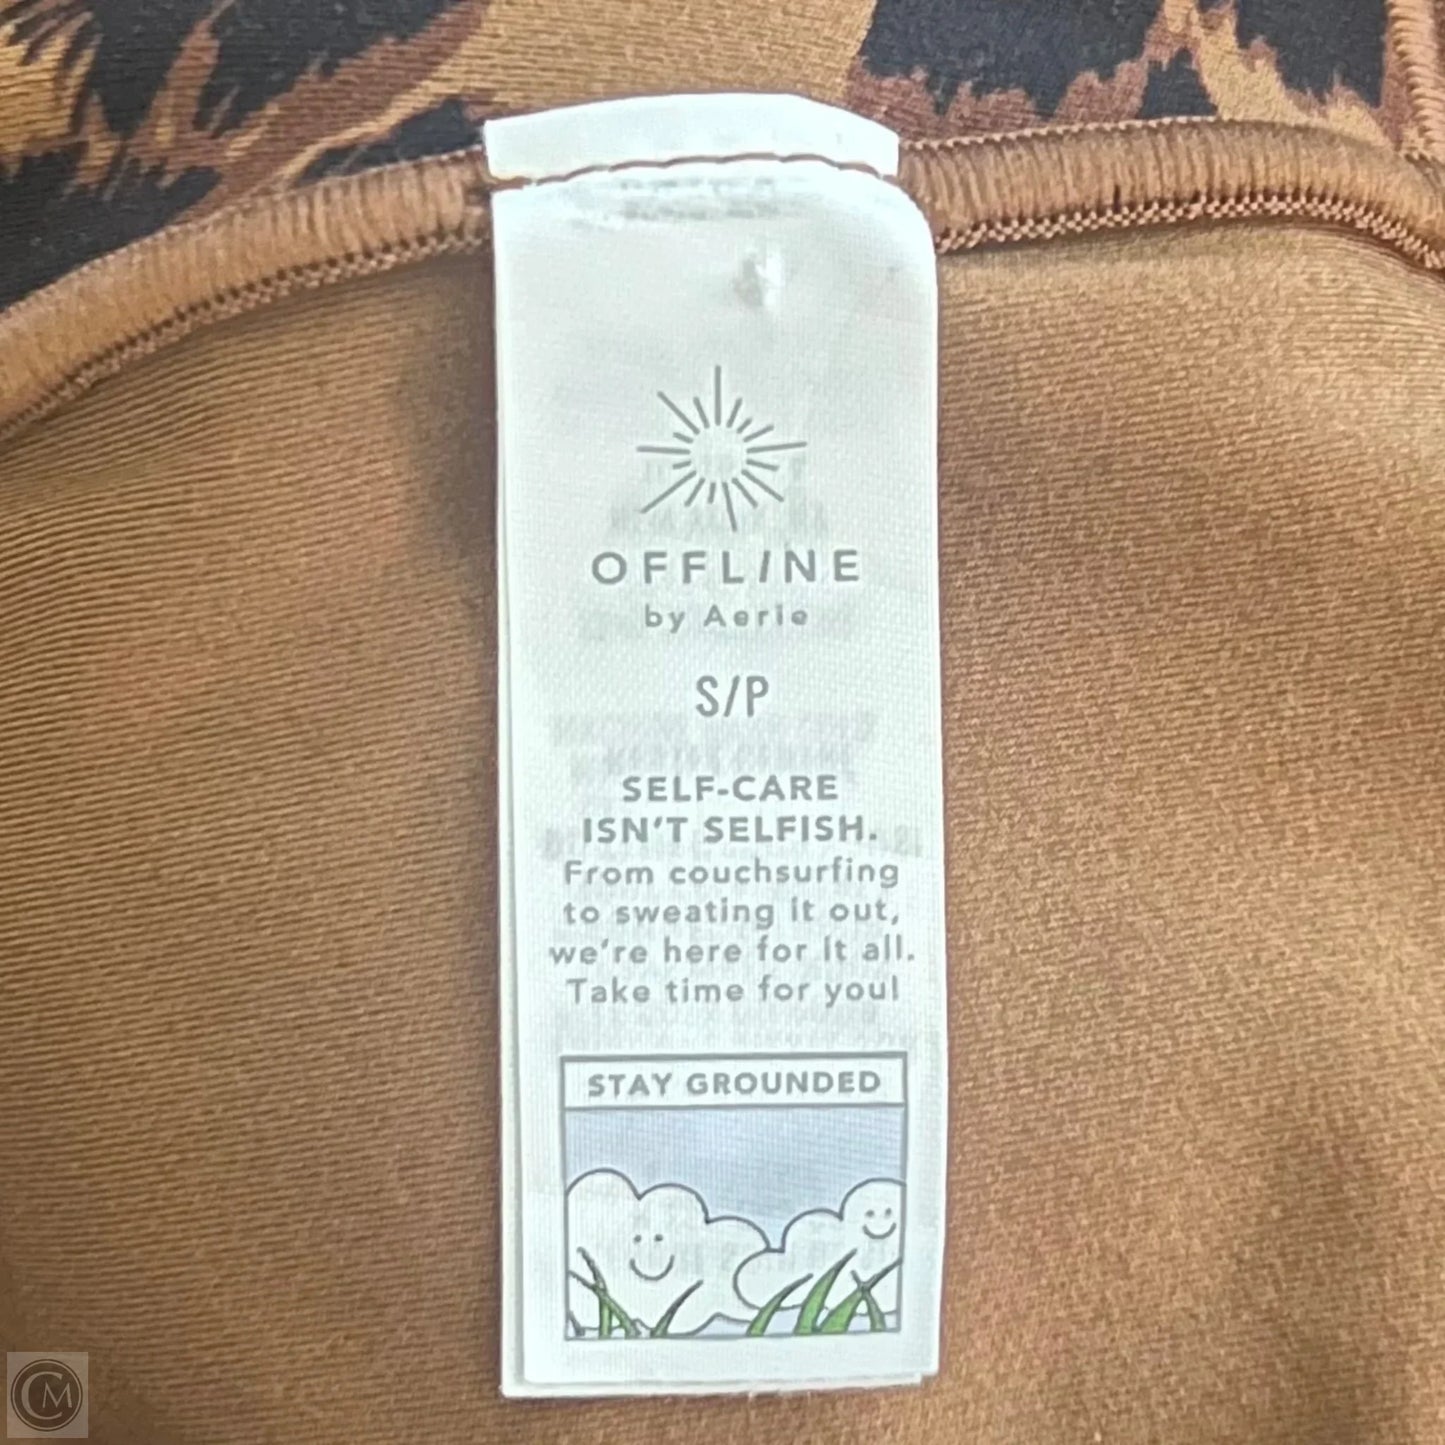 OFFLINE
by Aerie
S/P
SELF-CARE
ISN'T SELFISH.
From couchsurfing
to sweating it out,
we're here for it all.
Take time for you!
STAY GROUNDED
CM